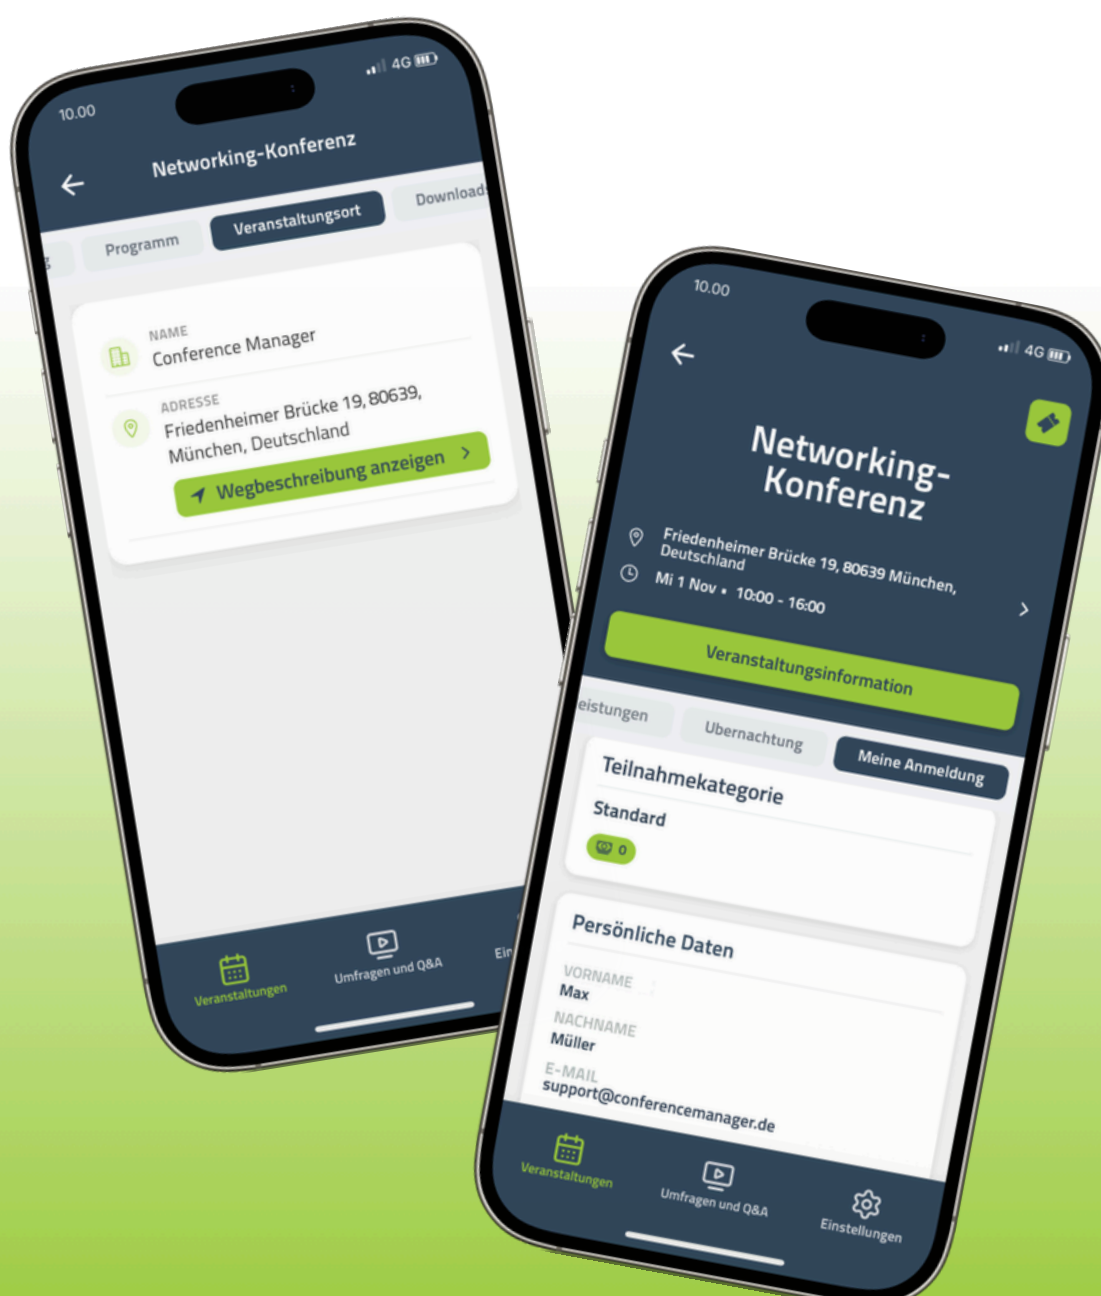 10.00
4G
Networking-Konferenz
g
Programm
Veranstaltungsort
Downloads
NAME
Conference Manager
ADRESSE
Friedenheimer Brücke 19, 80639,
München, Deutschland
Wegbeschreibung anzeigen
Veranstaltungen
Umfragen und Q&A
Ein
10.00
4G
Networking-
Konferenz
Friedenheimer Brücke 19, 80639 München,
Deutschland
Mi 1 Nov • 10:00 - 16:00
Veranstaltungsinformation
eistungen
Ubernachtung
Meine Anmeldung
Teilnahmekategorie
Standard
0
Persönliche Daten
VORNAME
Max
NACHNAME
Müller
E-MAIL
support@conferencemanager.de
Veranstaltungen
Umfragen und Q&A
Einstellungen